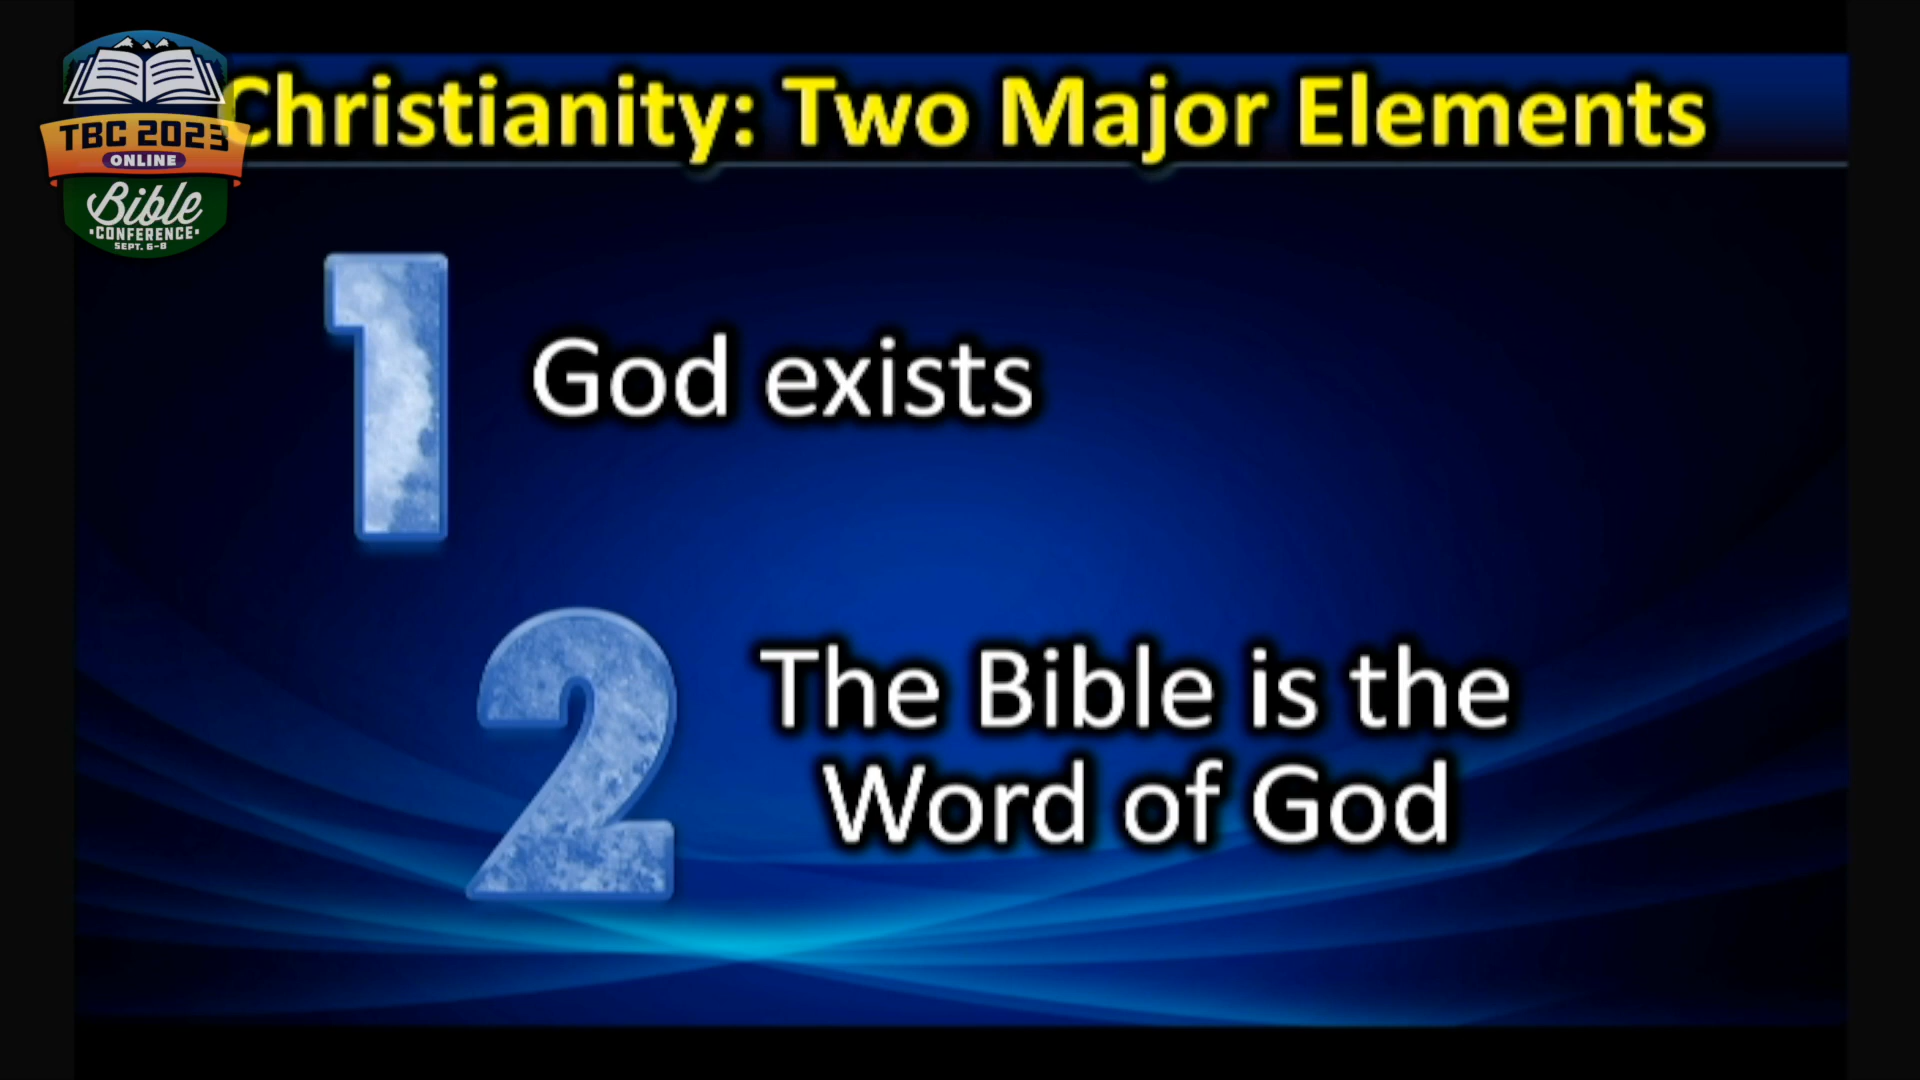 TBC 2023
ONLINE
Bible
•CONFERENCE•
SEPT. 6-8
Christianity: Two Major Elements
1
God exists
2
The Bible is the
Word of God